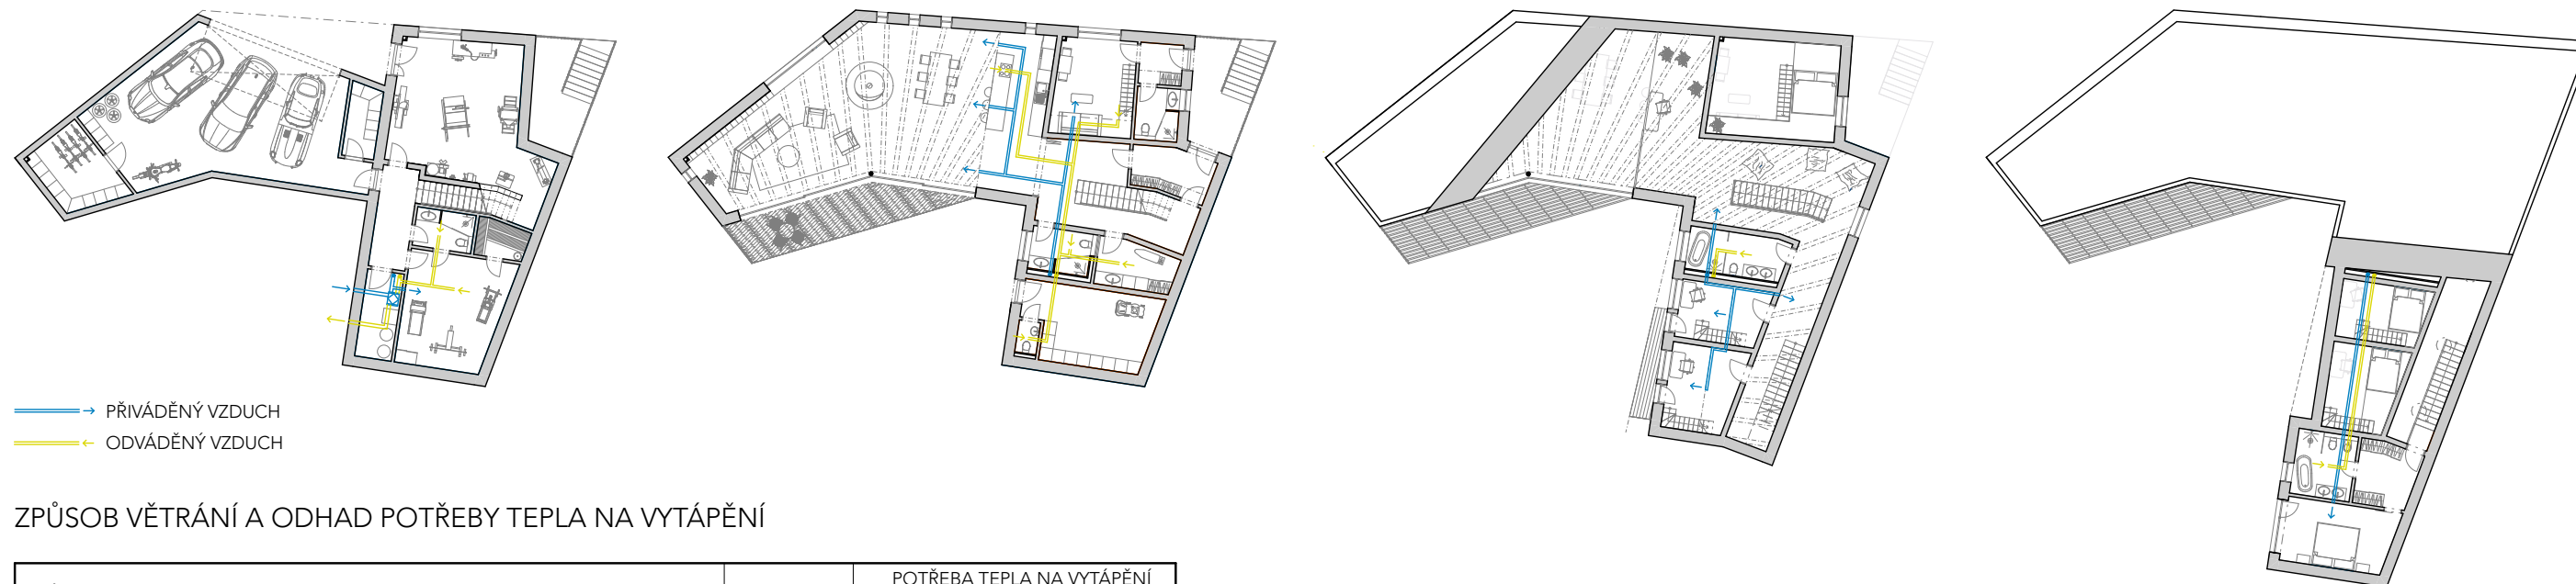 PŘIVÁDĚNÝ VZDUCH
ODVÁDĚNÝ VZDUCH
ZPŮSOB VĚTRÁNÍ A ODHAD POTŘEBY TEPLA NA VYTÁPĚNÍ
POTŘEBA TEPLA NA VYTÁPĚNÍ